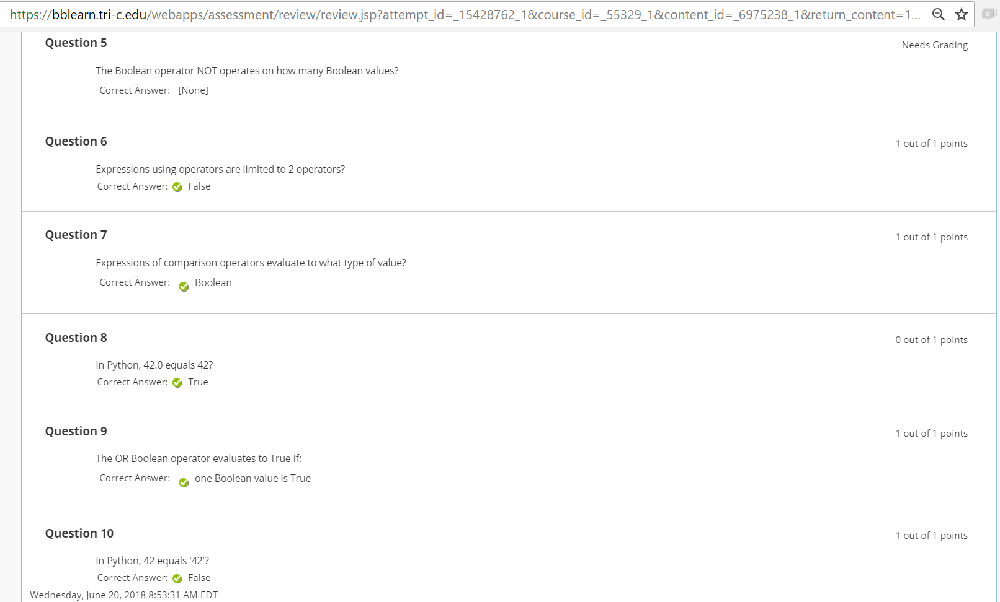 https://bblearn.tri-c.edu/webapps/assessment/review/review.jsp?attempt_id=_15428762_1&course_id=_55329_1&content_id=_6975238_1&return_content=1...
Question 5
Needs Grading
The Boolean operator NOT operates on how many Boolean values?
Correct Answer: [None]
Question 6
1 out of 1 points
Expressions using operators are limited to 2 operators?
Correct Answer: False
Question 7
1 out of 1 points
Expressions of comparison operators evaluate to what type of value?
Correct Answer: Boolean
Question 8
0 out of 1 points
In Python, 42.0 equals 42?
Correct Answer: True
Question 9
1 out of 1 points
The OR Boolean operator evaluates to True if:
Correct Answer: one Boolean value is True
Question 10
1 out of 1 points
In Python, 42 equals '42'?
Correct Answer: False
Wednesday, June 20, 2018 8:53:31 AM EDT